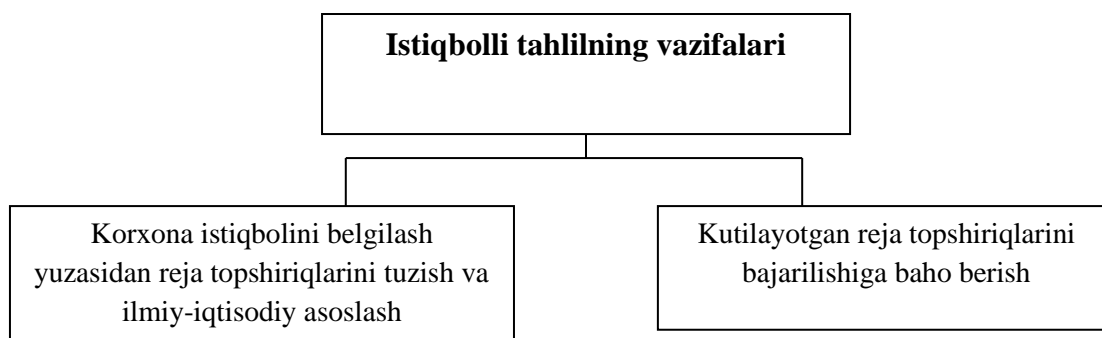 Istiqbolli tahlilning vazifalari
Korxona istiqbolini belgilash
yuzasidan reja topshiriqlarini tuzish va
ilmiy-iqtisodiy asoslash
Kutilayotgan reja topshiriqlarini
bajarilishiga baho berish